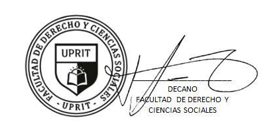 FACULTAD DE DERECHO Y CIENCIAS SOCIALES
UPRIT
- UPRIT -
DECANO
FACULTAD DE DERECHO Y
CIENCIAS SOCIALES